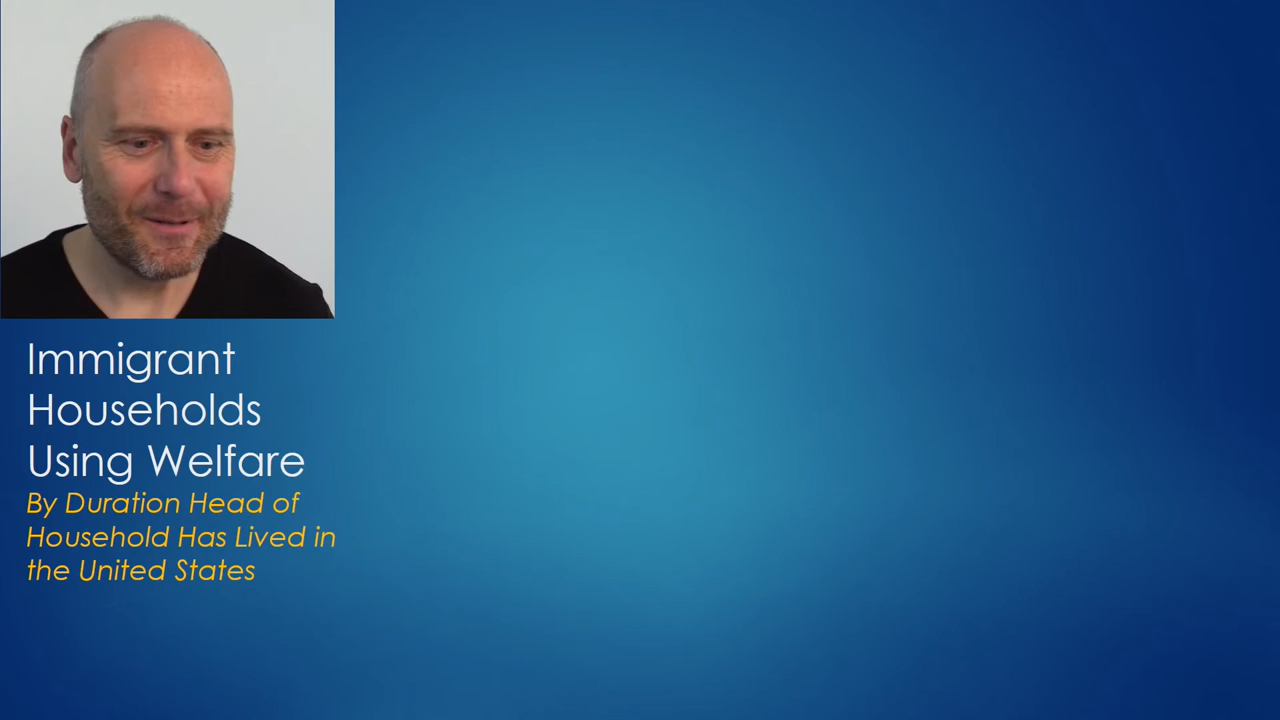 Immigrant
Households
Using Welfare
By Duration Head of
Household Has Lived in
the United States